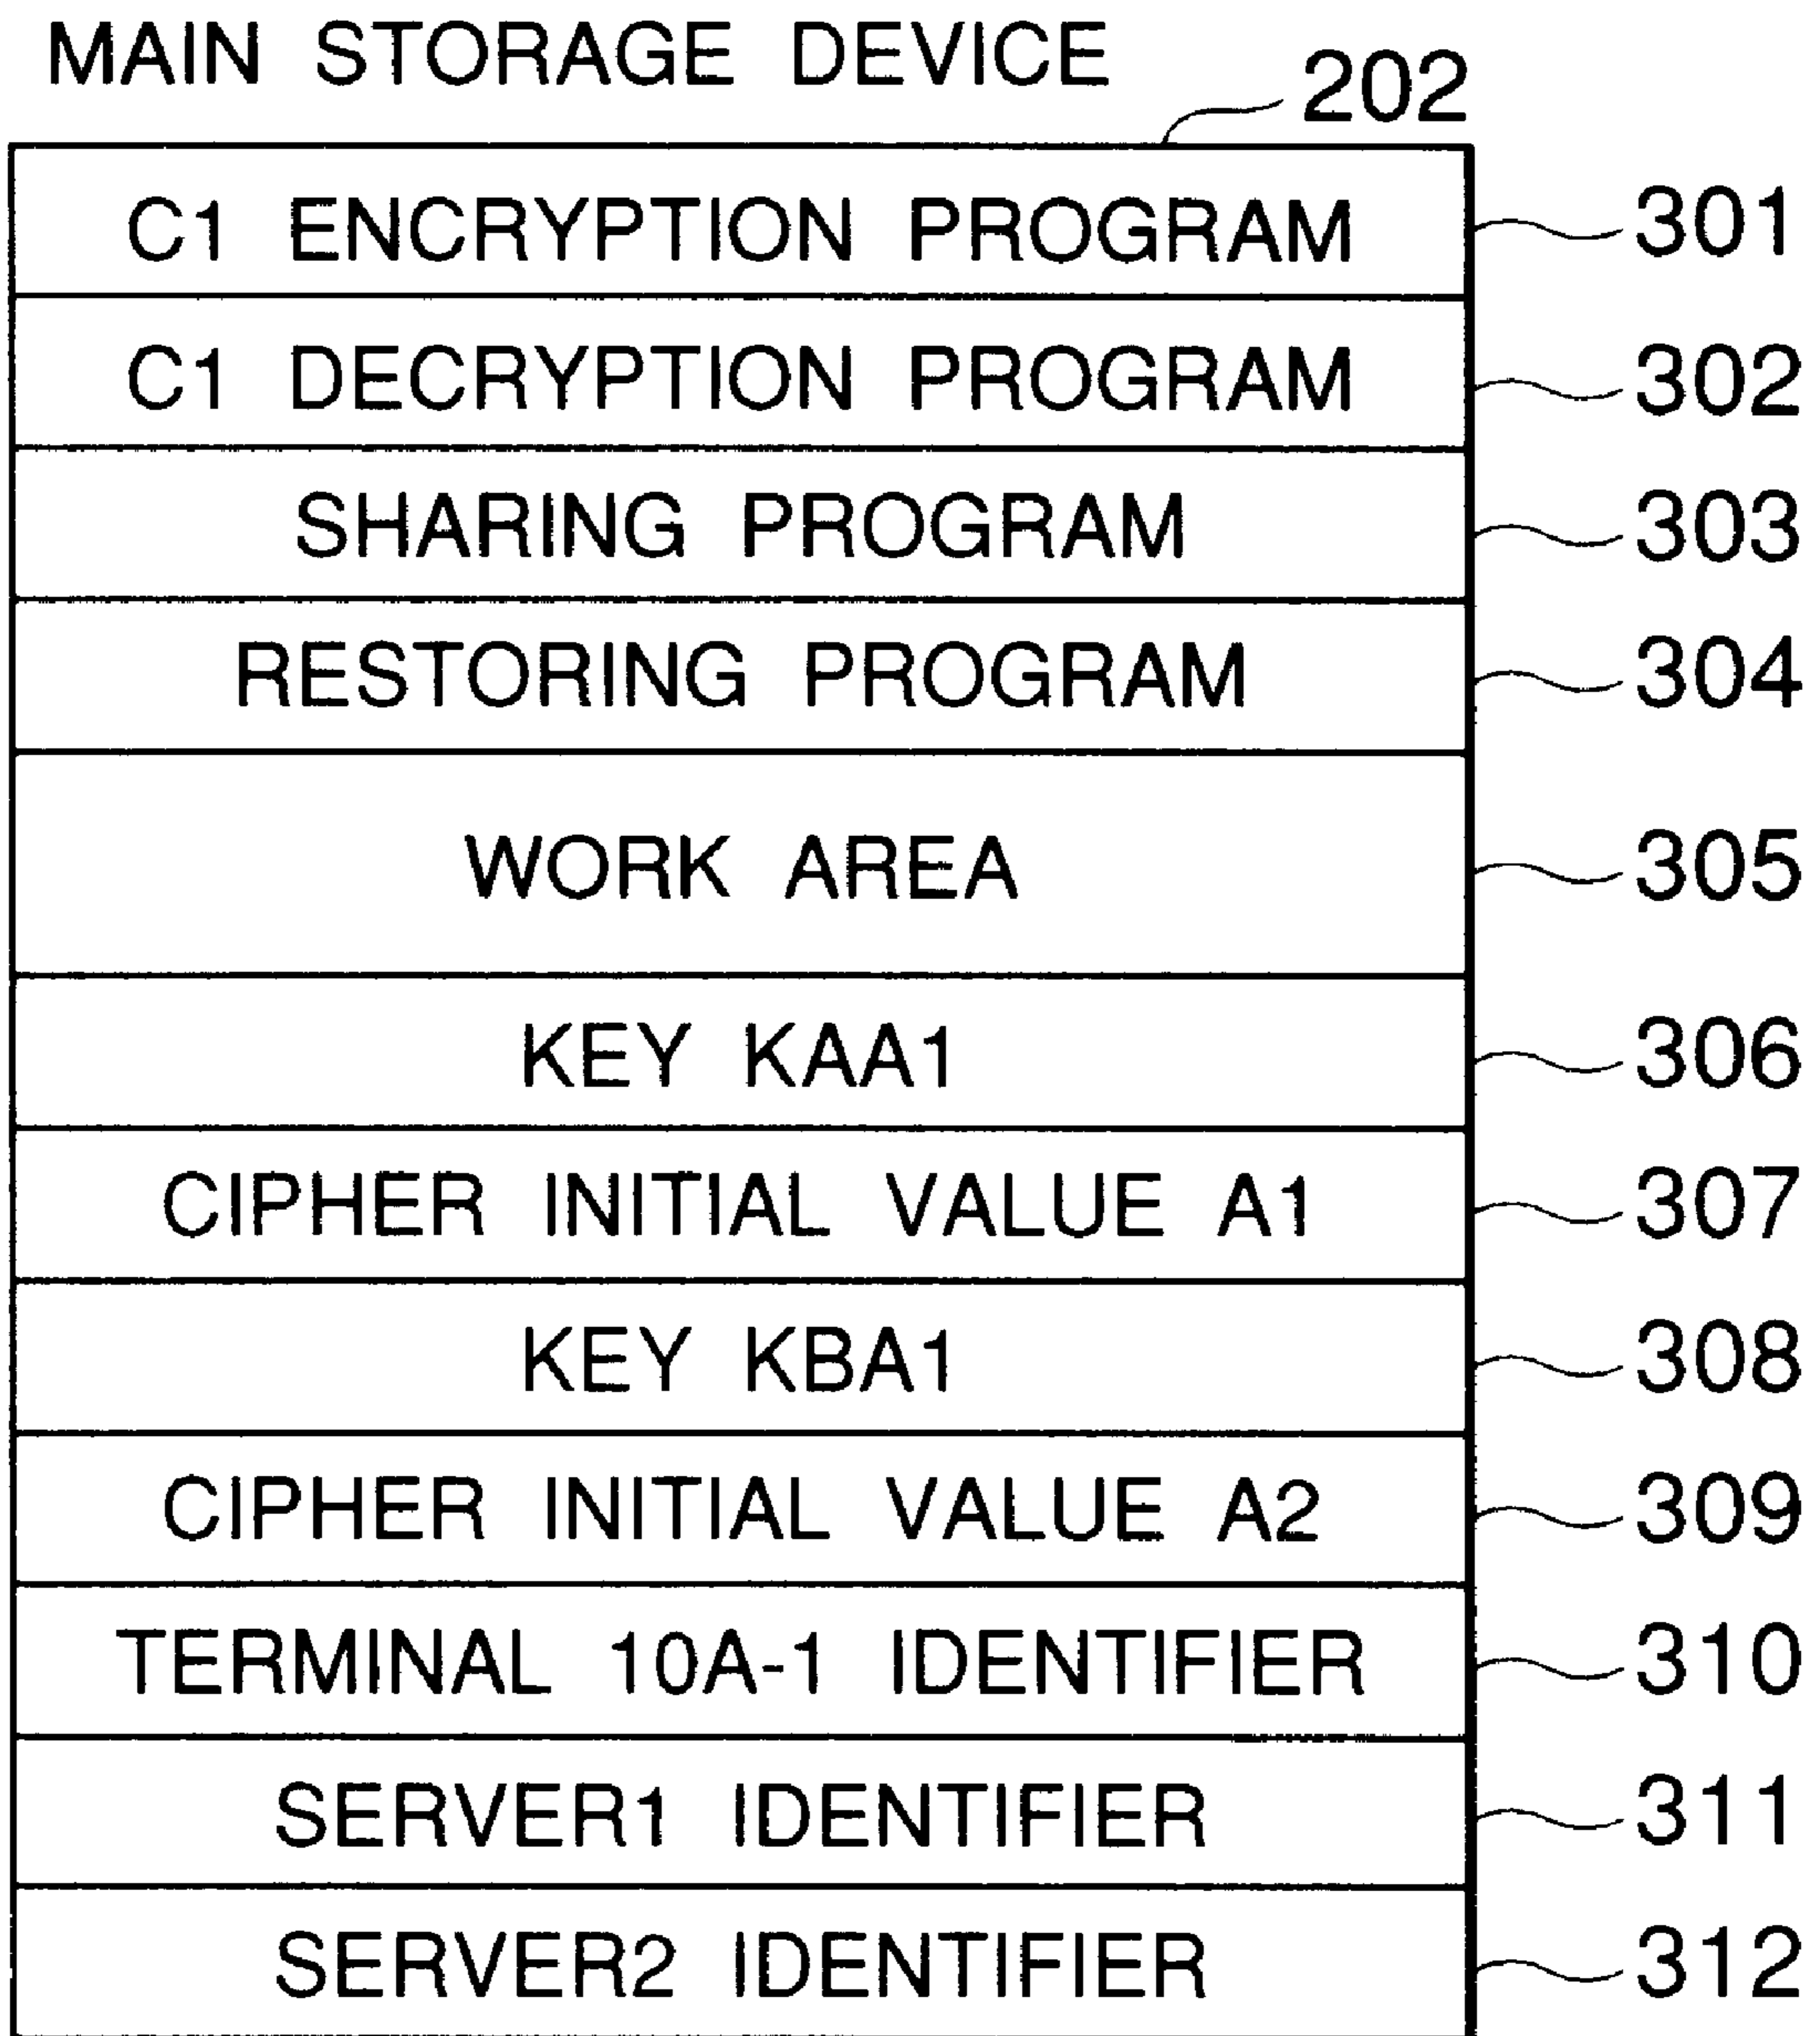 MAIN STORAGE DEVICE
202
C1 ENCRYPTION PROGRAM 301
C1 DECRYPTION PROGRAM 302
SHARING PROGRAM 303
RESTORING PROGRAM 304
WORK AREA 305
KEY KAA1 306
CIPHER INITIAL VALUE A1 307
KEY KBA1 308
CIPHER INITIAL VALUE A2 309
TERMINAL 10A-1 IDENTIFIER 310
SERVER1 IDENTIFIER 311
SERVER2 IDENTIFIER 312